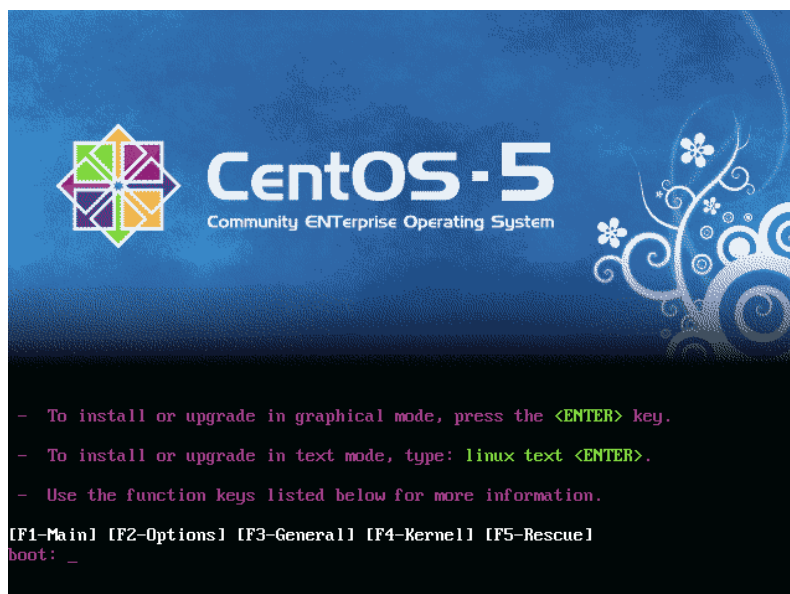 CentOS-5
Community ENTerprise Operating System
- To install or upgrade in graphical mode, press the <ENTER> key.
- To install or upgrade in text mode, type: linux text <ENTER>.
- Use the function keys listed below for more information.
[F1-Main] [F2-Options] [F3-General] [F4-Kernel] [F5-Rescue]
boot: _